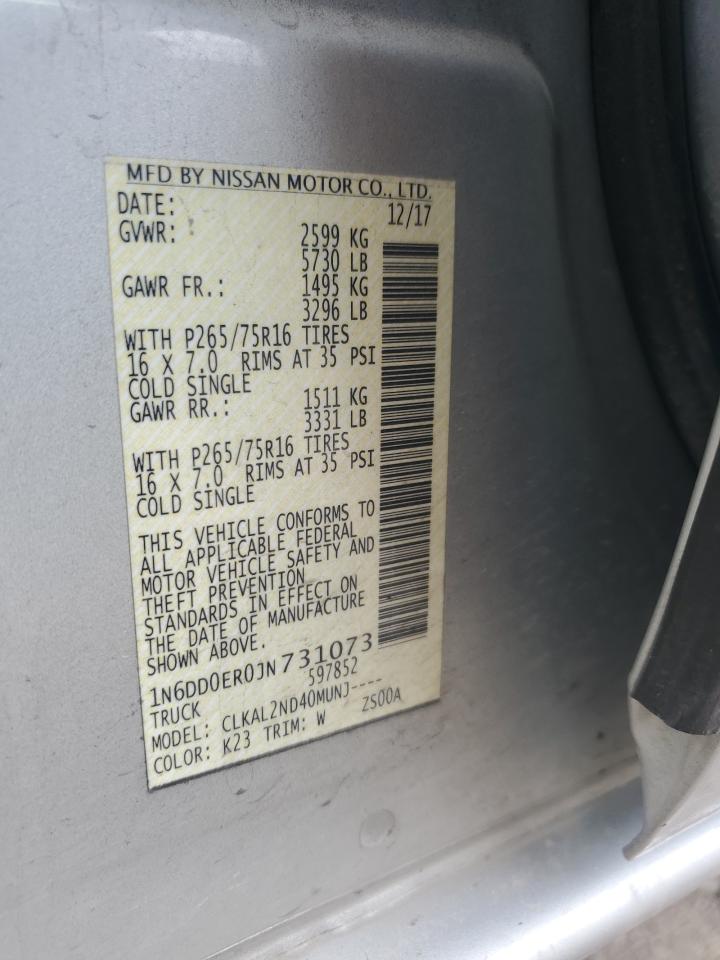 MFD BY NISSAN MOTOR CO., LTD.
DATE: 12/17
GVWR: 2599 KG
5730 LB
GAWR FR.: 1495 KG
3296 LB
WITH P265/75R16 TIRES
16 X 7.0 RIMS AT 35 PSI
COLD SINGLE
GAWR RR.: 1511 KG
3331 LB
WITH P265/75R16 TIRES
16 X 7.0 RIMS AT 35 PSI
COLD SINGLE
THIS VEHICLE CONFORMS TO
ALL APPLICABLE FEDERAL
MOTOR VEHICLE SAFETY AND
THEFT PREVENTION
STANDARDS IN EFFECT ON
THE DATE OF MANUFACTURE
SHOWN ABOVE.
1N6DD0ER0JN731073
TRUCK 597852
MODEL: CLKAL2ND40MUNJ----
COLOR: K23 TRIM: W ZS00A